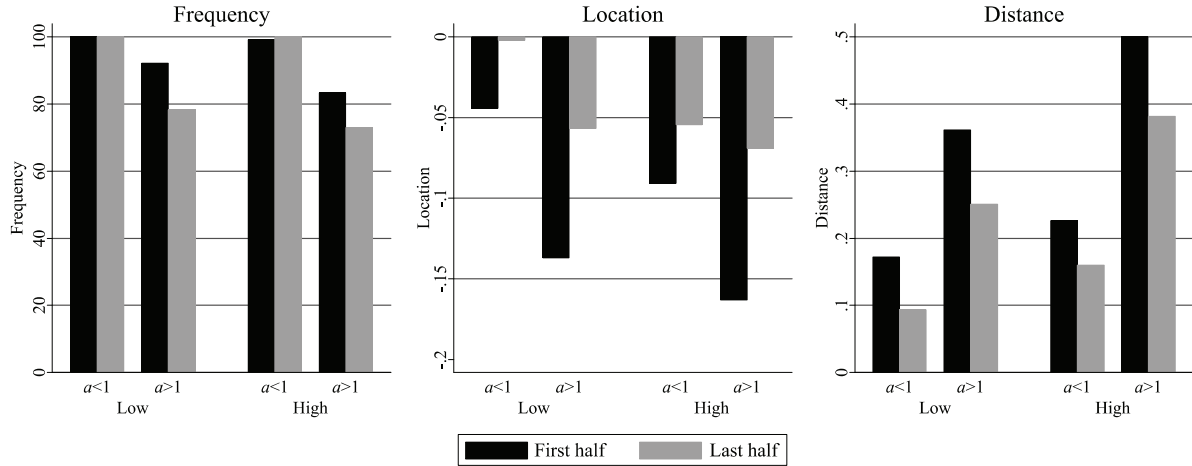 Frequency
Frequency
0 20 40 60 80 100
a<1 a>1 a<1 a>1
Low High
Location
Location
-.2 -.15 -.1 -.05 0
a<1 a>1 a<1 a>1
Low High
Distance
Distance
0 .1 .2 .3 .4 .5
a<1 a>1 a<1 a>1
Low High
First half Last half